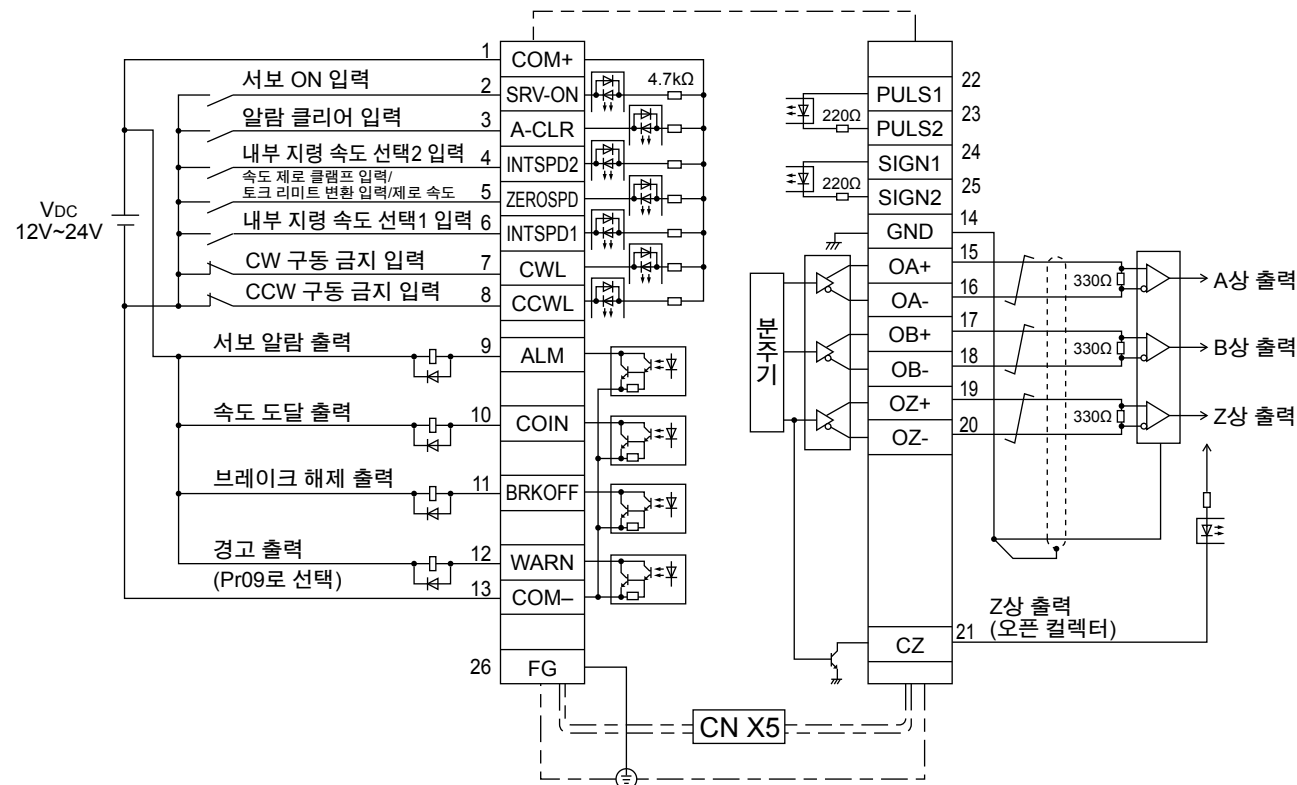 1
COM+
서보 ON 입력
2
SRV-ON
4.7kΩ
알람 클리어 입력
3
A-CLR
내부 지령 속도 선택2 입력
4
INTSPD2
속도 제로 클램프 입력/
토크 리미트 변환 입력/제로 속도
5
ZEROSPD
VDC
12V~24V
내부 지령 속도 선택1 입력
6
INTSPD1
CW 구동 금지 입력
7
CWL
CCW 구동 금지 입력
8
CCWL
서보 알람 출력
9
ALM
속도 도달 출력
10
COIN
브레이크 해제 출력
11
BRKOFF
경고 출력
(Pr09로 선택)
12
WARN
13
COM–
26
FG
22
PULS1
23
220Ω
PULS2
24
SIGN1
25
220Ω
SIGN2
14
GND
15
OA+
16
OA-
330Ω
A상 출력
17
OB+
18
OB-
330Ω
B상 출력
19
OZ+
20
OZ-
330Ω
Z상 출력
분주기
Z상 출력
(오픈 컬렉터)
21
CZ
CN X5